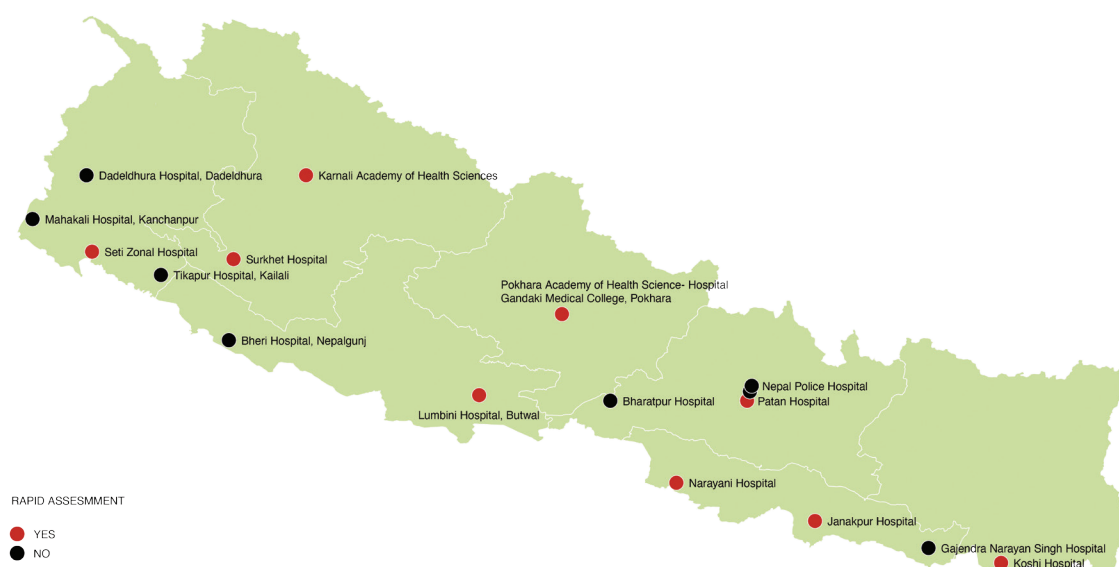 Dadeldhura Hospital, Dadeldhura
Karnali Academy of Health Sciences
Mahakali Hospital, Kanchanpur
Seti Zonal Hospital
Surkhet Hospital
Tikapur Hospital, Kailali
Pokhara Academy of Health Science- Hospital
Gandaki Medical College, Pokhara
Bheri Hospital, Nepalgunj
Nepal Police Hospital
Bharatpur Hospital
Patan Hospital
Lumbini Hospital, Butwal
Narayani Hospital
RAPID ASSESMMENT
YES
NO
Janakpur Hospital
Gajendra Narayan Singh Hospital
Koshi Hospital